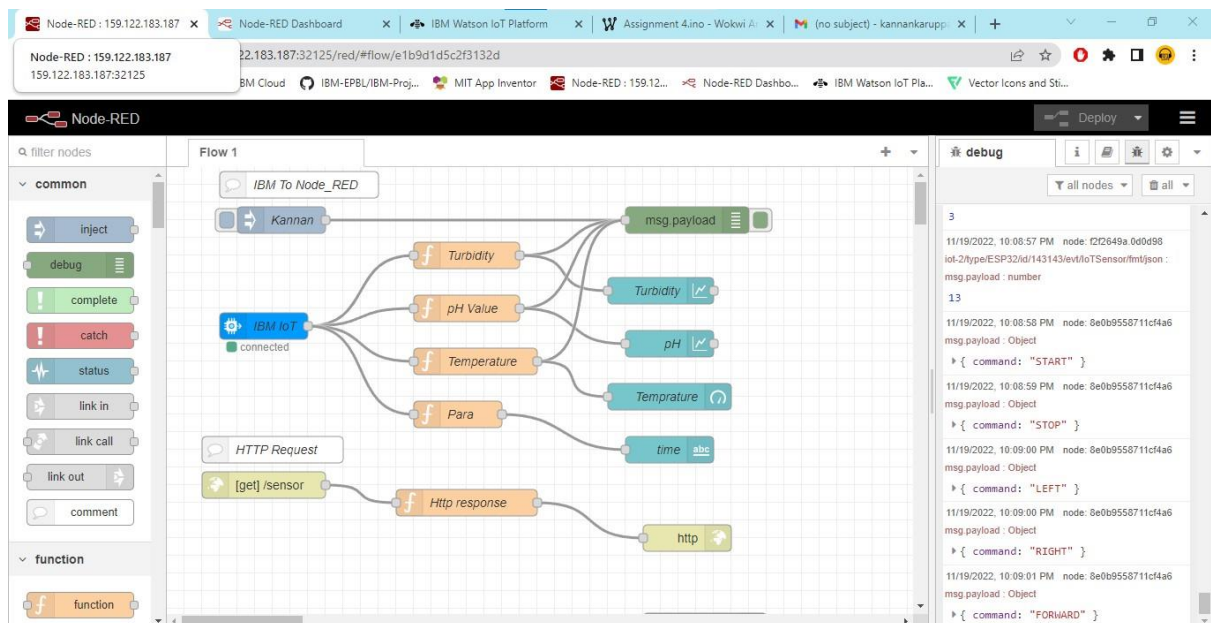 Node-RED : 159.122.183.187
Node-RED Dashboard
IBM Watson IoT Platform
Assignment 4.ino - Wokwi Ar
(no subject) - kannankarupp
Node-RED : 159.122.183.187
159.122.183.187:32125
22.183.187:32125/red/#flow/e1b9d1d5c2f3132d
BM Cloud
IBM-EPBL/IBM-Proj...
MIT App Inventor
Node-RED : 159.12...
Node-RED Dashbo...
IBM Watson IoT Pla...
Vector Icons and Sti...
Node-RED
Deploy
filter nodes
common
inject
debug
complete
catch
status
link in
link call
link out
comment
function
function
Flow 1
IBM To Node_RED
Kannan
msg.payload
Turbidity
Turbidity
pH Value
IBM IoT
connected
pH
Temperature
Temprature
Para
time
abc
HTTP Request
[get] /sensor
Http response
http
debug
all nodes
all
3
11/19/2022, 10:08:57 PM node: f2f2649a.0d0d98
iot-2/type/ESP32/id/143143/evt/IoTSensor/fmt/json :
msg.payload : number
13
11/19/2022, 10:08:58 PM node: 8e0b9558711cf4a6
msg.payload : Object
{ command: "START" }
11/19/2022, 10:08:59 PM node: 8e0b9558711cf4a6
msg.payload : Object
{ command: "STOP" }
11/19/2022, 10:09:00 PM node: 8e0b9558711cf4a6
msg.payload : Object
{ command: "LEFT" }
11/19/2022, 10:09:00 PM node: 8e0b9558711cf4a6
msg.payload : Object
{ command: "RIGHT" }
11/19/2022, 10:09:01 PM node: 8e0b9558711cf4a6
msg.payload : Object
{ command: "FORWARD" }